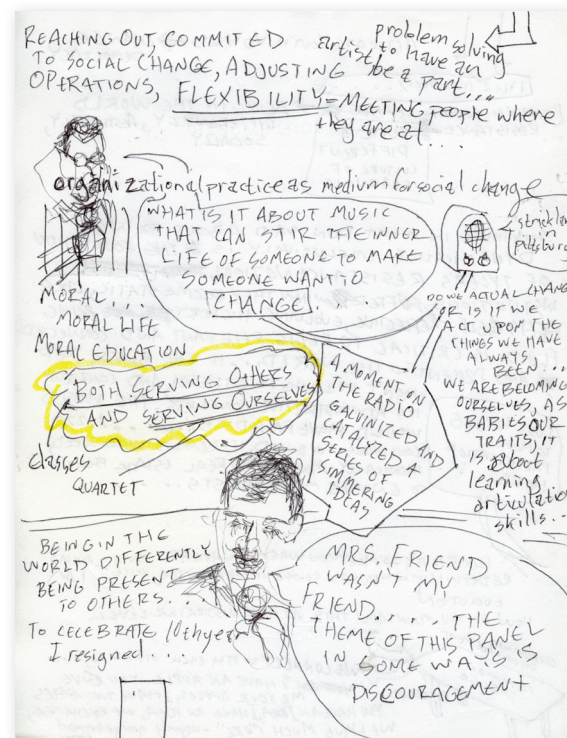 REACHING OUT, COMMITED
TO SOCIAL CHANGE, ADJUSTING
OPERATIONS, FLEXIBILITY = MEETING people where
they are at....
problem solving
artist to have an
be a part...
organizational practice as medium for social change
WHAT IS IT ABOUT MUSIC
THAT CAN STIR THE INNER
LIFE OF SOMEONE TO MAKE
SOMEONE WANT TO
CHANGE.
in
MORAL...
MORAL LIFE
MORAL EDUCATION
BOTH SERVING OTHERS
AND SERVING OURSELVES
classes
QUARTET
A MOMENT ON
THE RADIO
GALVINIZED AND
CATALYZED A
SERIES OF
SIMMERING
IDEAS
DO WE ACTUAL CHANGE
OR IS IT WE
ACT UPON THE
THINGS WE HAVE
ALWAYS
BEEN...
WE ARE BECOMING
OURSELVES, AS
BABIES OUR
TRAITS, IT
IS about
learning
articulation
skills...
BEING IN THE
WORLD DIFFERENTLY
BEING PRESENT
TO OTHERS...
TO CELEBRATE 10th year
I resigned...
MRS. FRIEND
WASN'T MY
FRIEND.... THE
THEME OF THIS PANEL
IN SOME WAYS IS
DISCOURAGEMENT